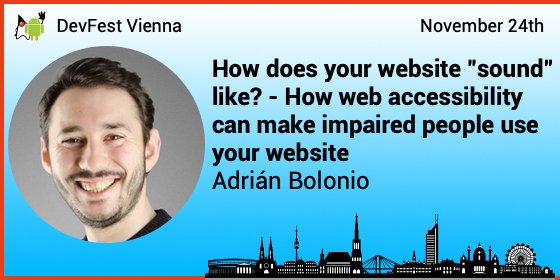 DevFest Vienna
November 24th
How does your website "sound"
like? - How web accessibility
can make impaired people use
your website
Adrián Bolonio